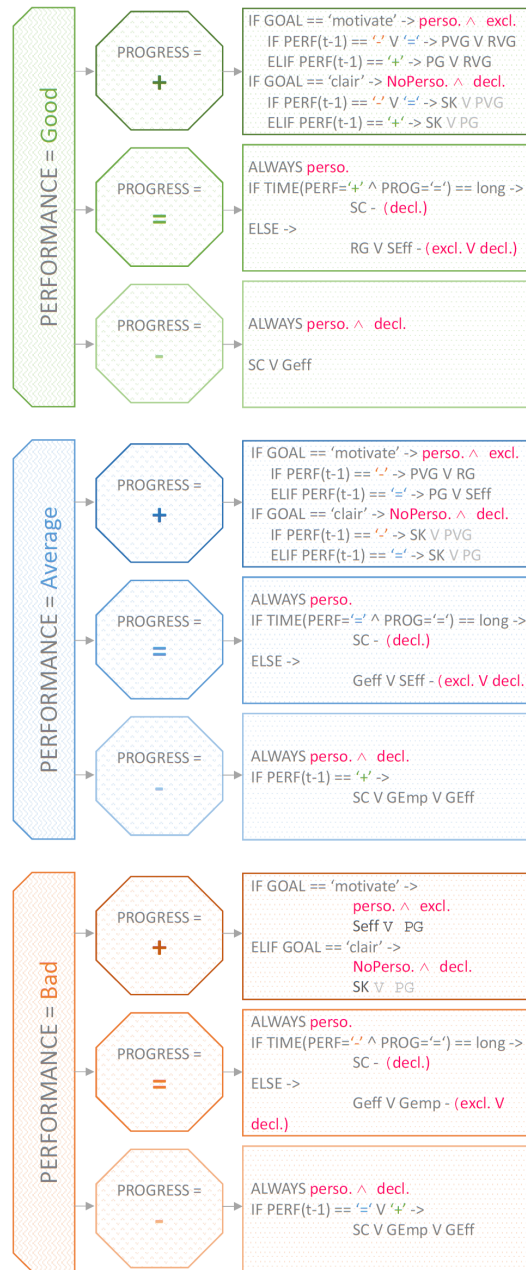 PERFORMANCE = Good
PROGRESS =
+
IF GOAL == ‘motivate’ -> perso. ∧ excl.
IF PERF(t-1) == ‘-’ V ‘=‘ -> PVG V RVG
ELIF PERF(t-1) == ‘+’ -> PG V RVG
IF GOAL == ‘clair’ -> NoPerso. ∧ decl.
IF PERF(t-1) == ‘-’ V ‘=‘ -> SK V PVG
ELIF PERF(t-1) == ‘+‘ -> SK V PG
PROGRESS =
=
ALWAYS perso.
IF TIME(PERF=‘+’ ^ PROG=‘=‘) == long ->
SC - (decl.)
ELSE ->
RG V SEff - (excl. V decl.)
PROGRESS =
-
ALWAYS perso. ∧ decl.
SC V Geff
PERFORMANCE = Average
PROGRESS =
+
IF GOAL == ‘motivate’ -> perso. ∧ excl.
IF PERF(t-1) == ‘-’ -> PVG V RG
ELIF PERF(t-1) == ‘=‘ -> PG V SEff
IF GOAL == ‘clair’ -> NoPerso. ∧ decl.
IF PERF(t-1) == ‘-’ -> SK V PVG
ELIF PERF(t-1) == ‘=‘ -> SK V PG
PROGRESS =
=
ALWAYS perso.
IF TIME(PERF=‘=’ ^ PROG=‘=‘) == long ->
SC - (decl.)
ELSE ->
Geff V SEff - (excl. V decl.
PROGRESS =
-
ALWAYS perso. ∧ decl.
IF PERF(t-1) == ‘+‘ ->
SC V GEmp V GEff
PERFORMANCE = Bad
PROGRESS =
+
IF GOAL == ‘motivate’ ->
perso. ∧ excl.
Seff V PG
ELIF GOAL == ‘clair’ ->
NoPerso. ∧ decl.
SK V PG
PROGRESS =
=
ALWAYS perso.
IF TIME(PERF=‘-’ ^ PROG=‘=‘) == long ->
SC - (decl.)
ELSE ->
Geff V Gemp - (excl. V
decl.)
PROGRESS =
-
ALWAYS perso. ∧ decl.
IF PERF(t-1) == ‘=‘ V ‘+‘ ->
SC V GEmp V GEff